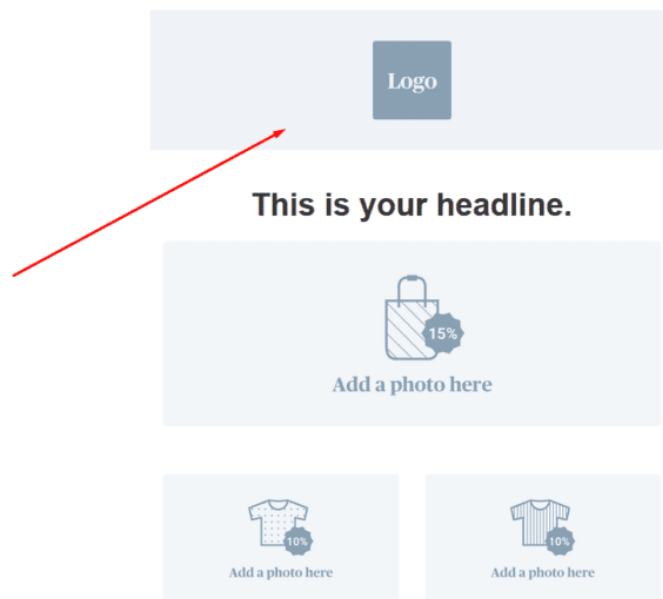 Logo
This is your headline.
15%
Add a photo here
10%
10%
Add a photo here
Add a photo here